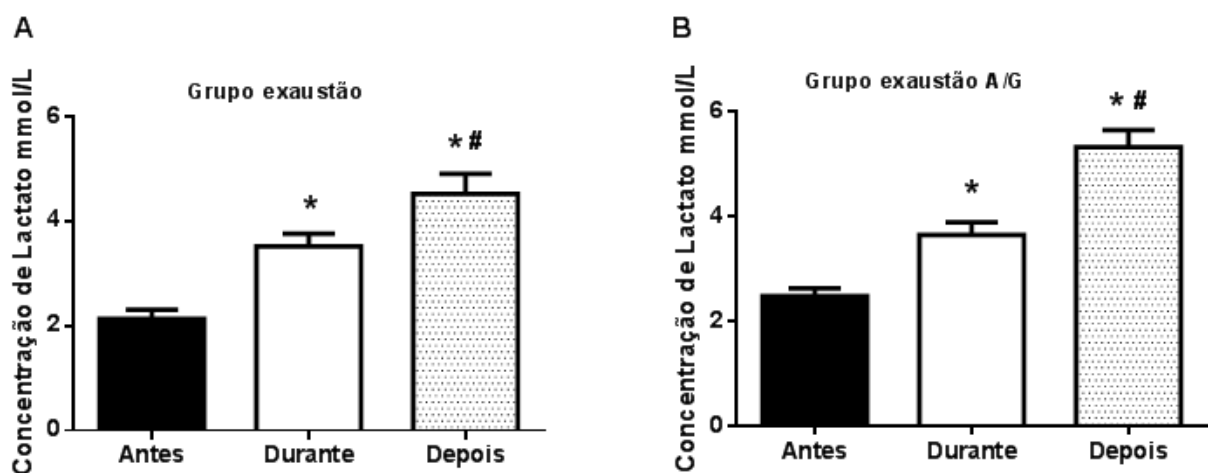 A
Grupo exaustão
Concentração de Lactato mmol/L
6
4
2
0
*
* #
Antes
Durante
Depois
B
Grupo exaustão A/G
Concentração de Lactato mmol/L
6
4
2
0
*
* #
Antes
Durante
Depois